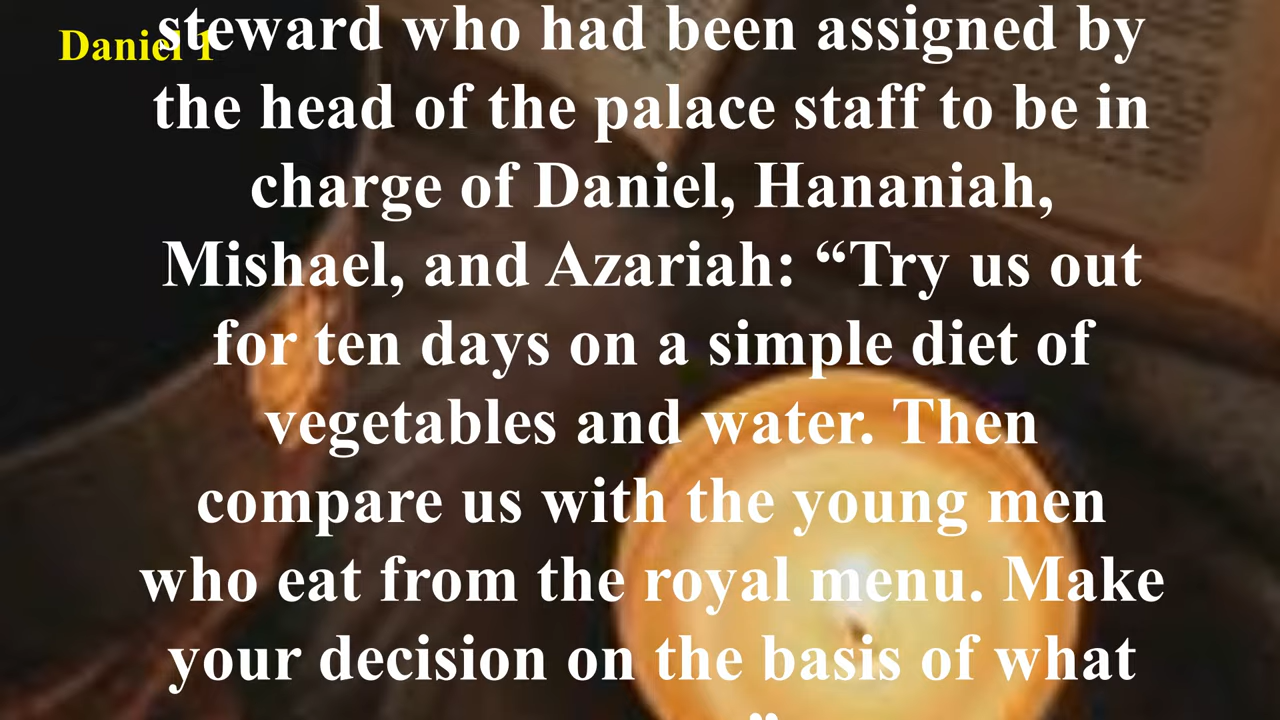 Daniel 1
steward who had been assigned by
the head of the palace staff to be in
charge of Daniel, Hananiah,
Mishael, and Azariah: “Try us out
for ten days on a simple diet of
vegetables and water. Then
compare us with the young men
who eat from the royal menu. Make
your decision on the basis of what
”